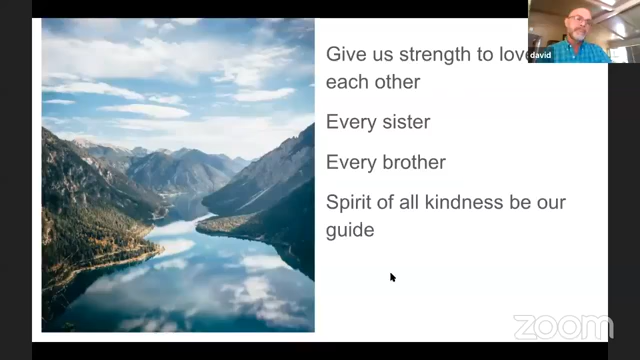 Give us strength to love
each other
Every sister
Every brother
Spirit of all kindness be our
guide
david
zoom